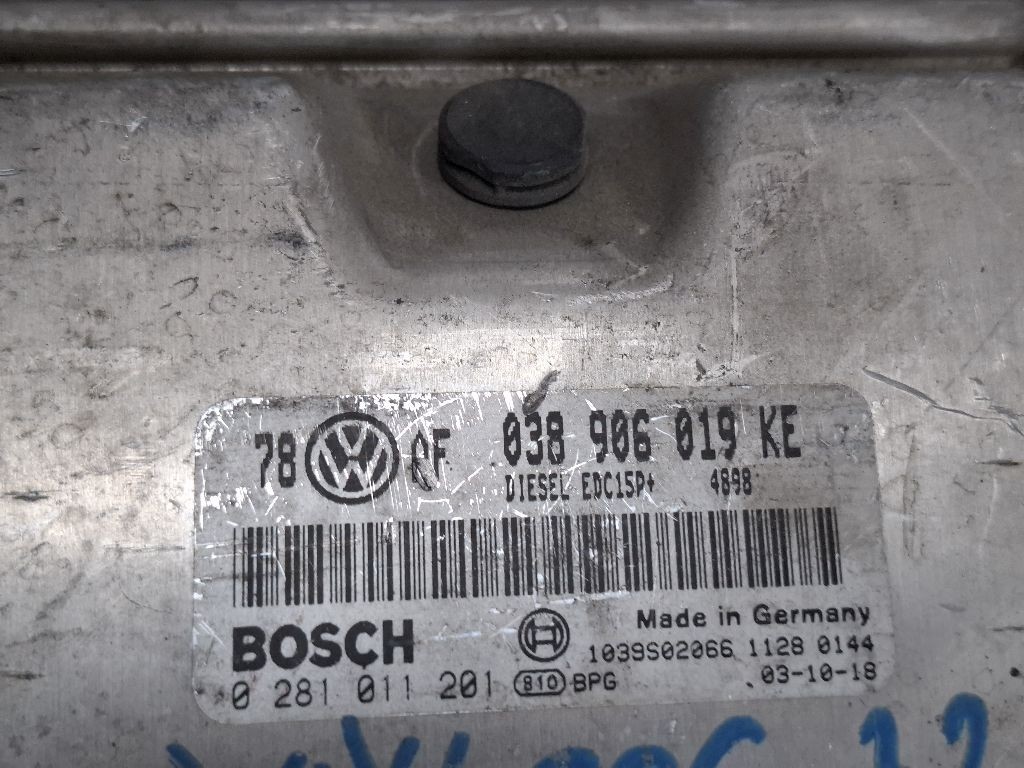 78 038 906 019 KE
DIESEL EDC15P+ 4898
BOSCH Made in Germany
1039S02066 1128 0144
0 281 011 201 810 BPG 03-10-18